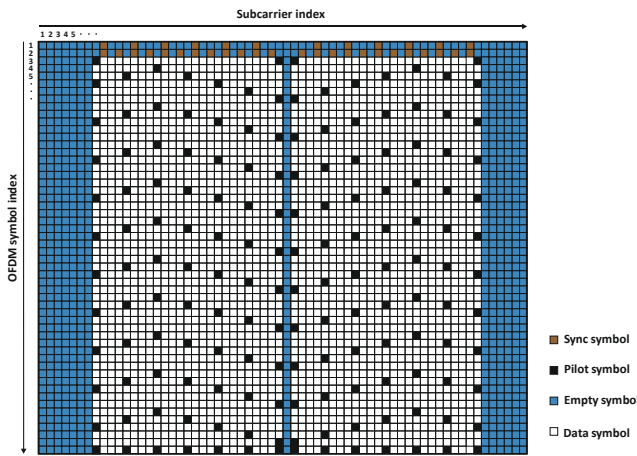 Subcarrier index
1 2 3 4 5 · · ·
1
2
3
4
5
·
·
·
OFDM symbol index
Sync symbol
Pilot symbol
Empty symbol
Data symbol